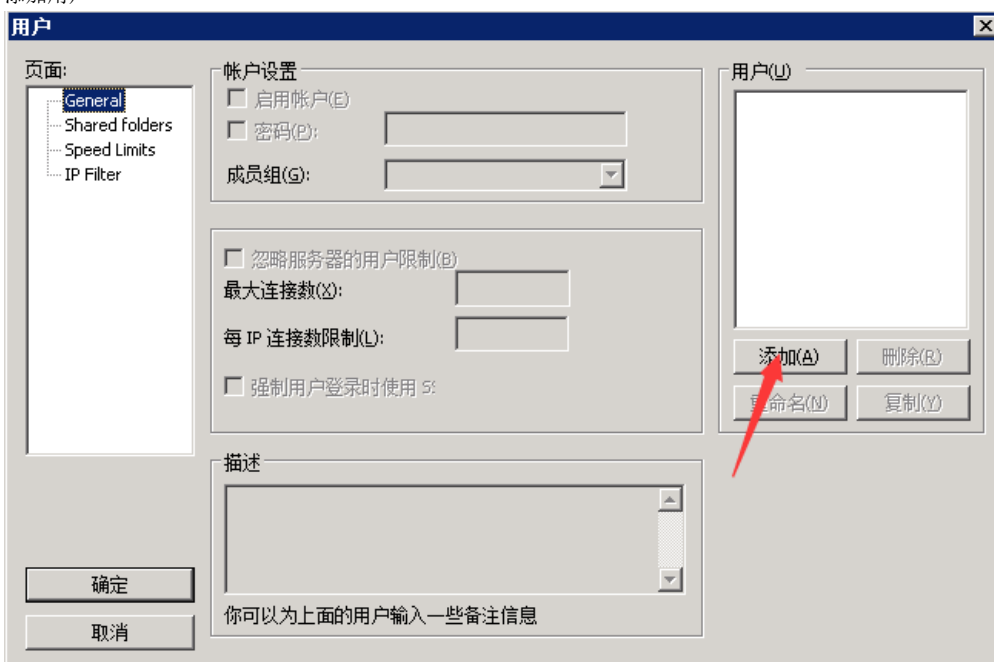 用户
页面:
General
Shared folders
Speed Limits
IP Filter
帐户设置
启用帐户(E)
密码(P):
成员组(G):
忽略服务器的用户限制(B)
最大连接数(X):
每 IP 连接数限制(L):
强制用户登录时使用
描述
你可以为上面的用户输入一些备注信息
用户(U)
添加(A)
删除(R)
重命名(N)
复制(Y)
确定
取消